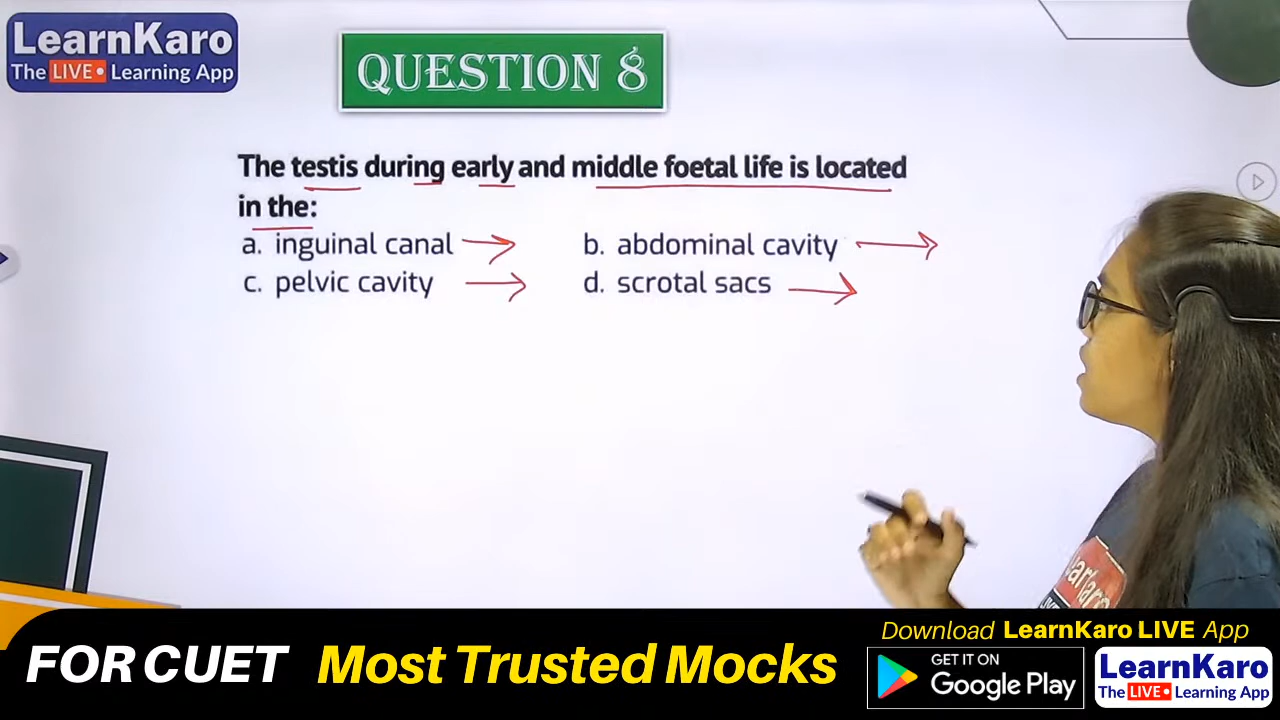 LearnKaro
The LIVE• Learning App
QUESTION 8
The testis during early and middle foetal life is located
in the:
a. inguinal canal
b. abdominal cavity
c. pelvic cavity
d. scrotal sacs
FOR CUET Most Trusted Mocks
Download LearnKaro LIVE App
GET IT ON
Google Play
LearnKaro
The LIVE• Learning App